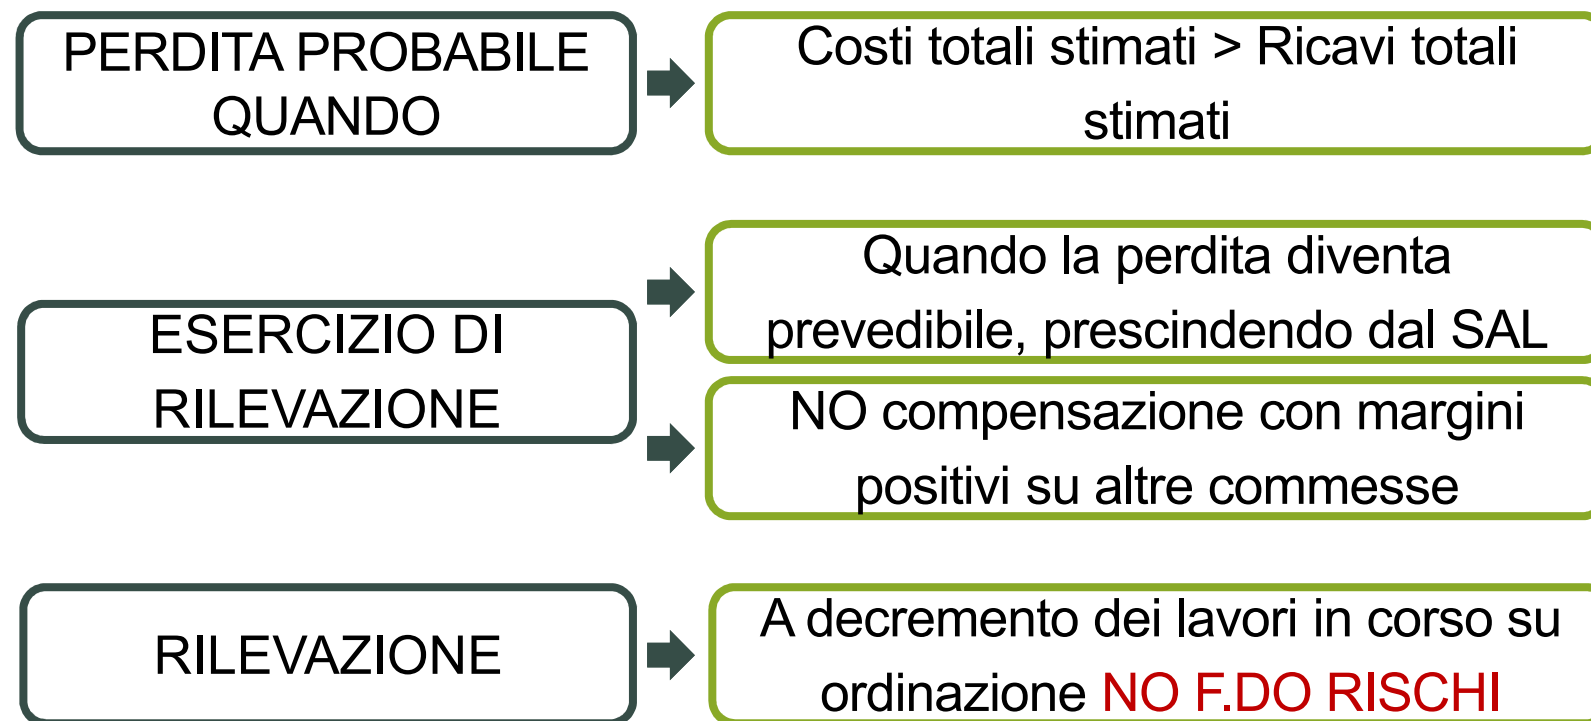 PERDITA PROBABILE
QUANDO
Costi totali stimati > Ricavi totali
stimati
ESERCIZIO DI
RILEVAZIONE
Quando la perdita diventa
prevedibile, prescindendo dal SAL
NO compensazione con margini
positivi su altre commesse
RILEVAZIONE
A decremento dei lavori in corso su
ordinazione NO F.DO RISCHI